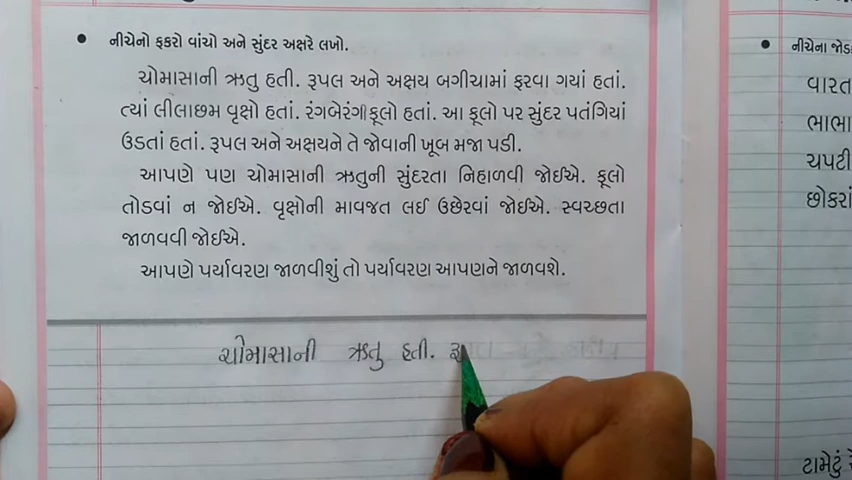 નીચેનો ફકરો વાંચો અને સુંદર અક્ષરે લખો.
ચોમાસાની ઋતુ હતી. રૂપલ અને અક્ષય બગીચામાં ફરવા ગયાં હતાં.
ત્યાં લીલાછમ વૃક્ષો હતાં. રંગબેરંગી ફૂલો હતાં. આ ફૂલો પર સુંદર પતંગિયાં
ઉડતાં હતાં. રૂપલ અને અક્ષયને તે જોવાની ખૂબ મજા પડી.
આપણે પણ ચોમાસાની ઋતુની સુંદરતા નિહાળવી જોઈએ. ફૂલો
તોડવાં ન જોઈએ. વૃક્ષોની માવજત લઈ ઉછેરવાં જોઈએ. સ્વચ્છતા
જાળવવી જોઈએ.
આપણે પર્યાવરણ જાળવીશું તો પર્યાવરણ આપણને જાળવશે.
ચોમાસાની ઋતુ હતી. રૂ
નીચેના જોડ
વારત
ભાભા
ચપટી
છોકરાં
ટામેટું